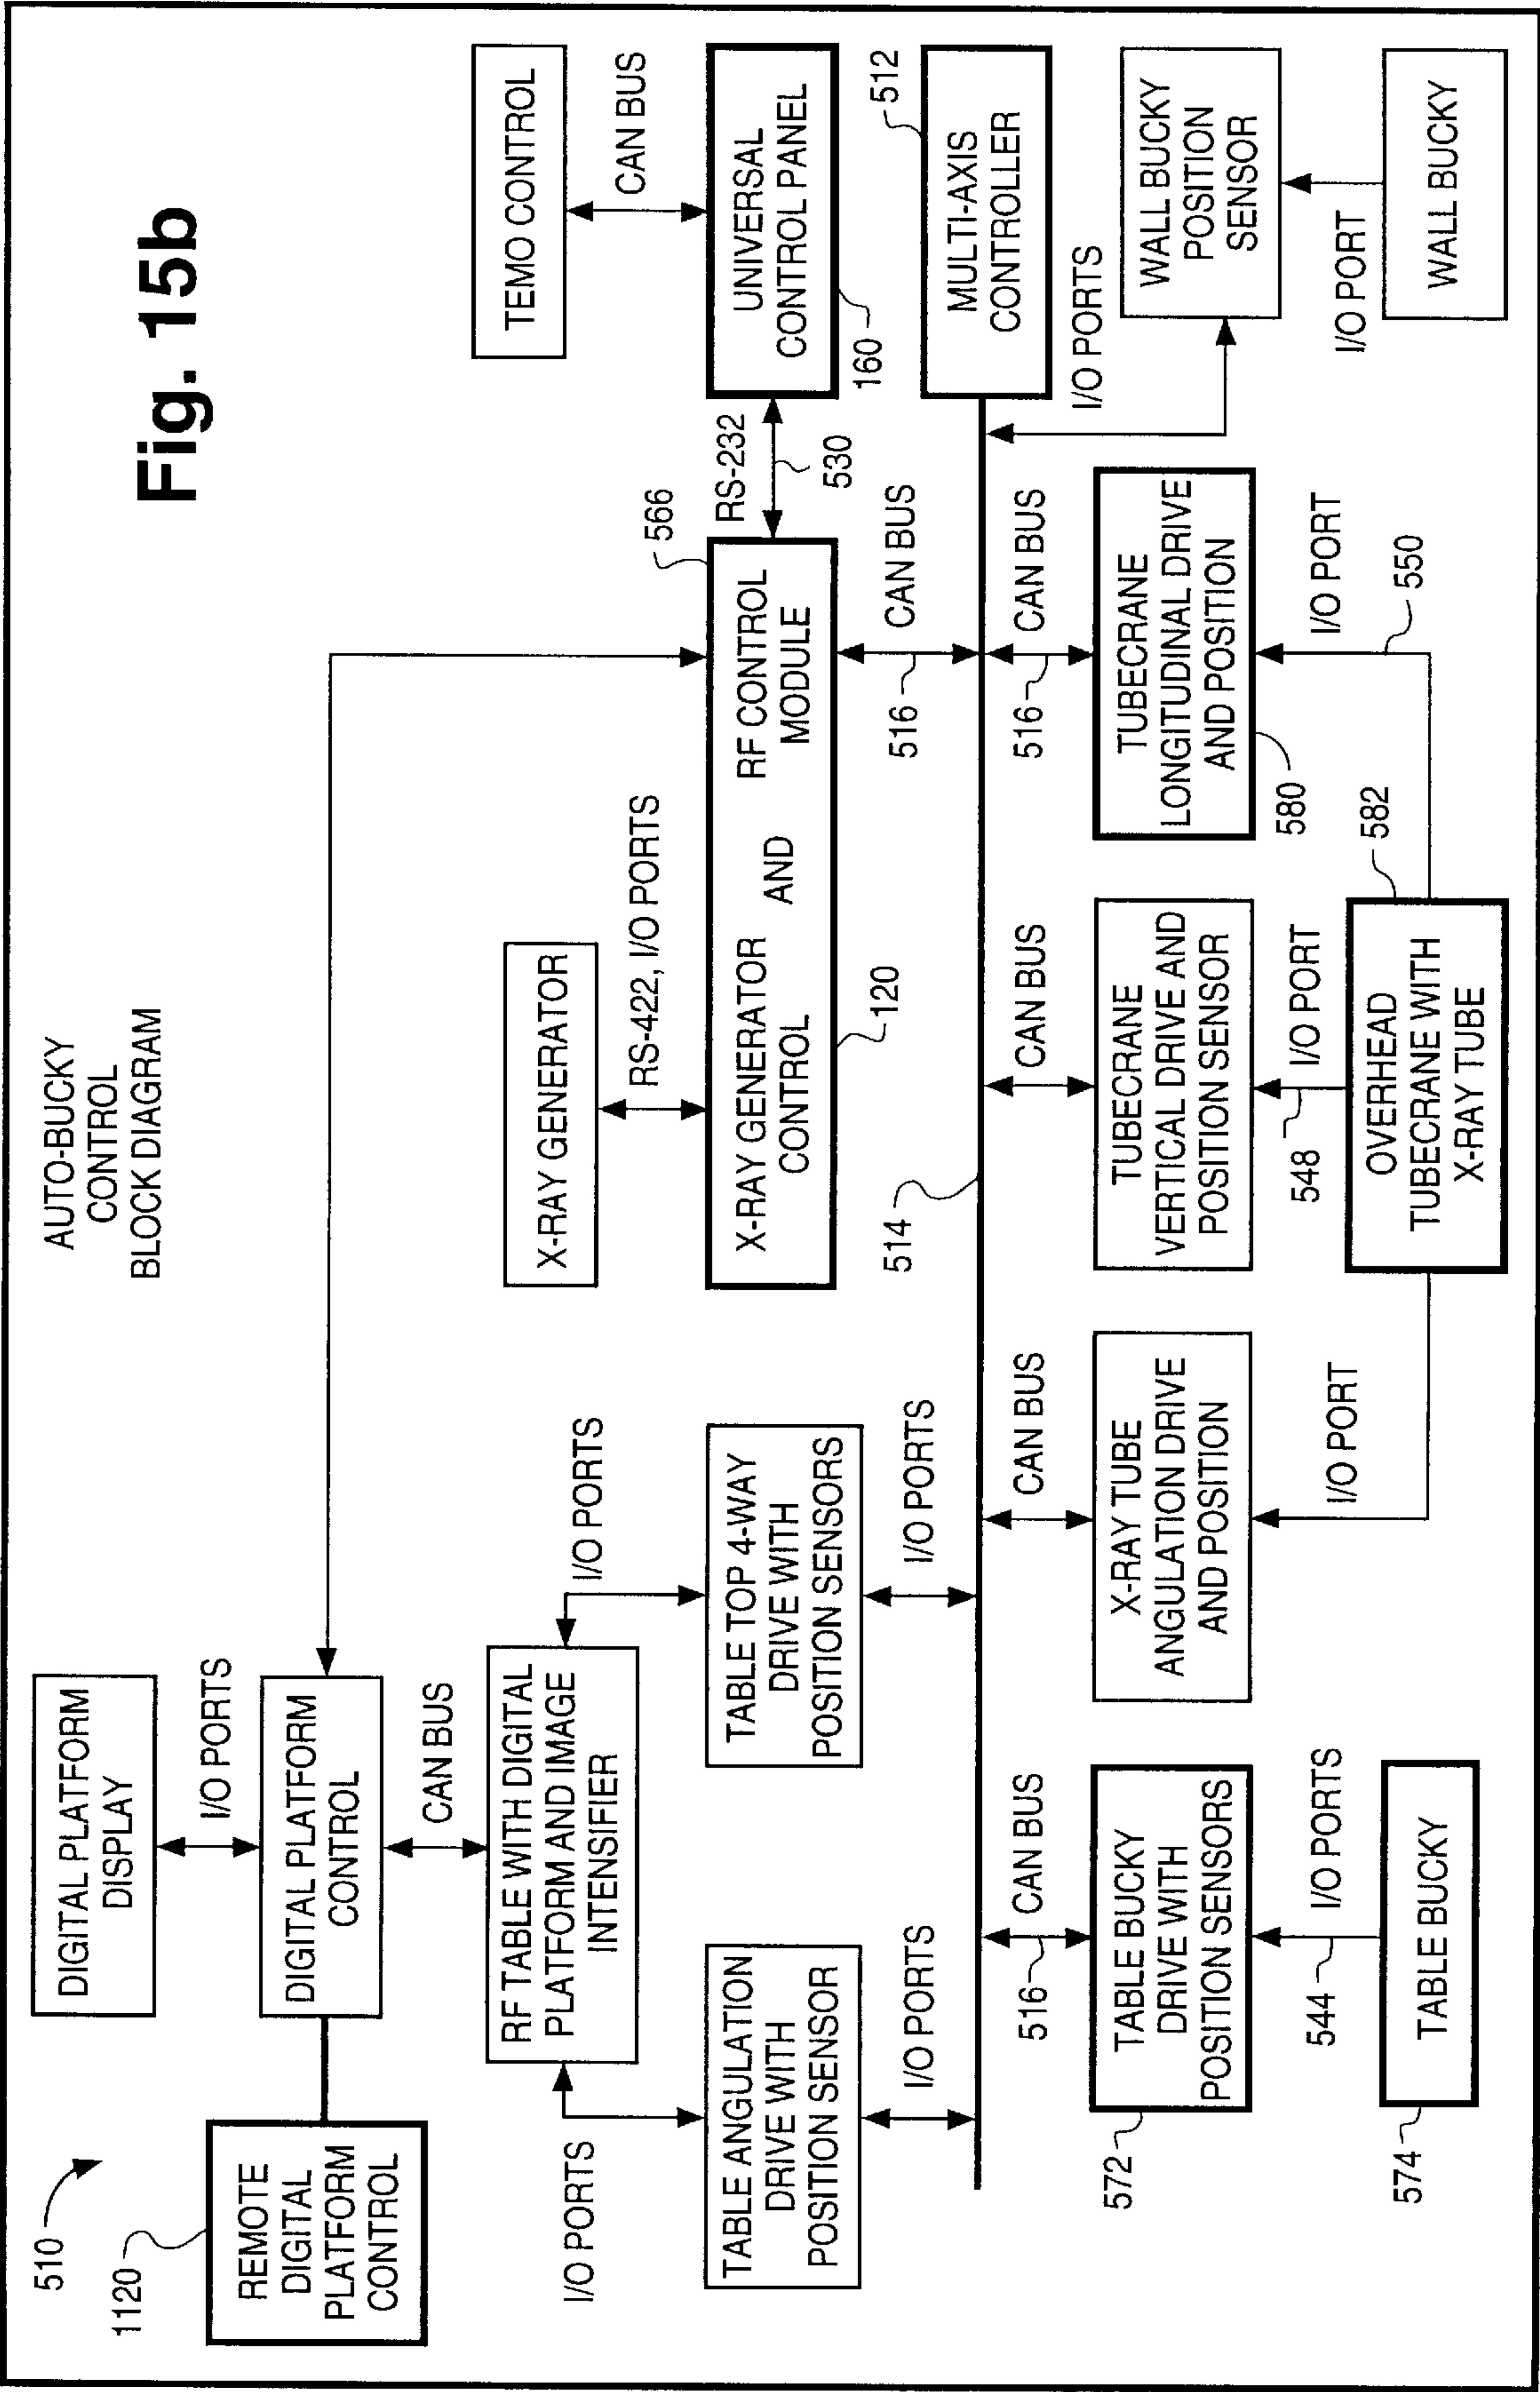 Fig. 15b
AUTO-BUCKY
CONTROL
BLOCK DIAGRAM
510
1120
REMOTE
DIGITAL
PLATFORM
CONTROL
DIGITAL PLATFORM
DISPLAY
I/O PORTS
DIGITAL PLATFORM
CONTROL
CAN BUS
RF TABLE WITH DIGITAL
PLATFORM AND IMAGE
INTENSIFIER
I/O PORTS
I/O PORTS
TABLE ANGULATION
DRIVE WITH
POSITION SENSOR
I/O PORTS
TABLE TOP 4-WAY
DRIVE WITH
POSITION SENSORS
I/O PORTS
X-RAY GENERATOR
RS-422, I/O PORTS
X-RAY GENERATOR
CONTROL
AND
RF CONTROL
MODULE
566
120
RS-232
530
TEMO CONTROL
CAN BUS
UNIVERSAL
CONTROL PANEL
160
CAN BUS
516
514
MULTI-AXIS
CONTROLLER
512
CAN BUS
516
TABLE BUCKY
DRIVE WITH
POSITION SENSORS
572
I/O PORTS
544
TABLE BUCKY
574
CAN BUS
X-RAY TUBE
ANGULATION DRIVE
AND POSITION
I/O PORT
CAN BUS
TUBECRANE
VERTICAL DRIVE AND
POSITION SENSOR
I/O PORT
548
OVERHEAD
TUBECRANE WITH
X-RAY TUBE
582
CAN BUS
516
TUBECRANE
LONGITUDINAL DRIVE
AND POSITION
580
I/O PORT
550
I/O PORTS
WALL BUCKY
POSITION
SENSOR
I/O PORT
WALL BUCKY